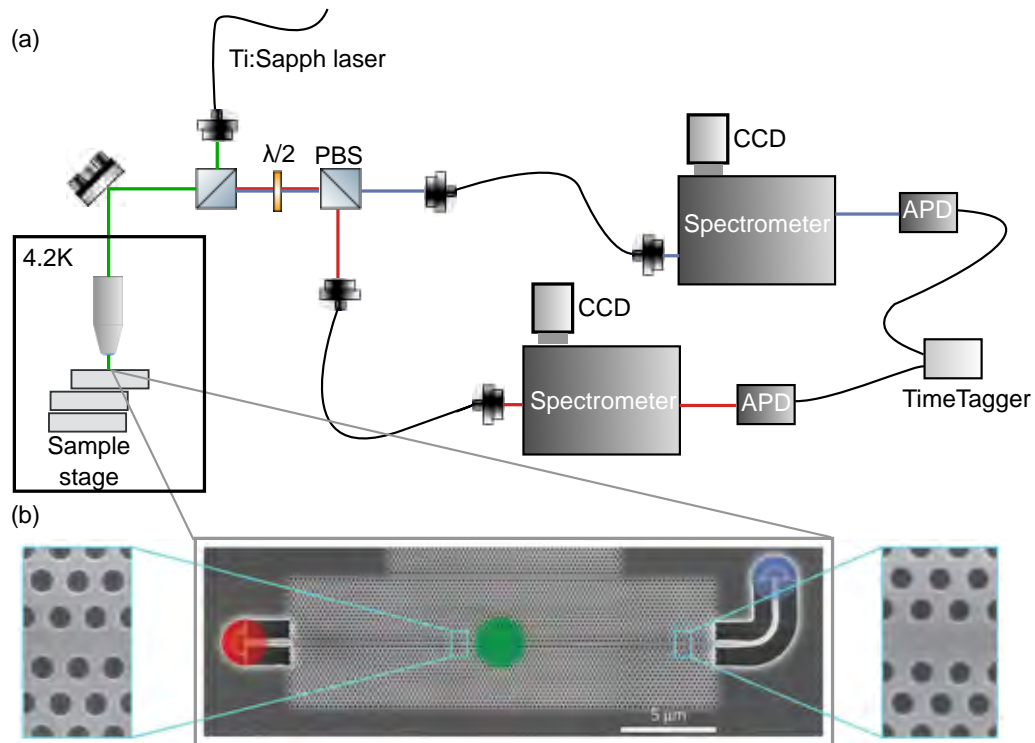 (a)
Ti:Sapph laser
λ/2
PBS
CCD
Spectrometer
APD
4.2K
CCD
Spectrometer
APD
TimeTagger
Sample
stage
(b)
5 μm